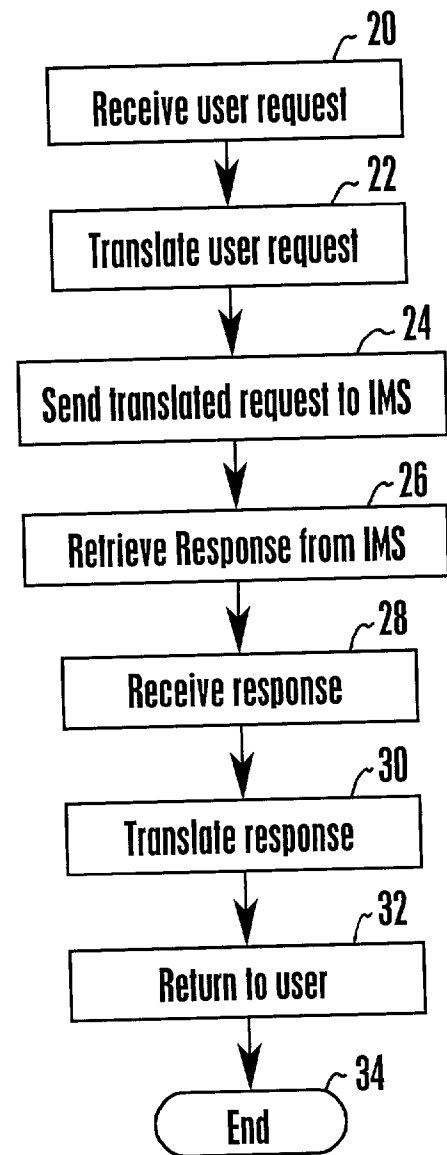 20
Receive user request
22
Translate user request
24
Send translated request to IMS
26
Retrieve Response from IMS
28
Receive response
30
Translate response
32
Return to user
34
End